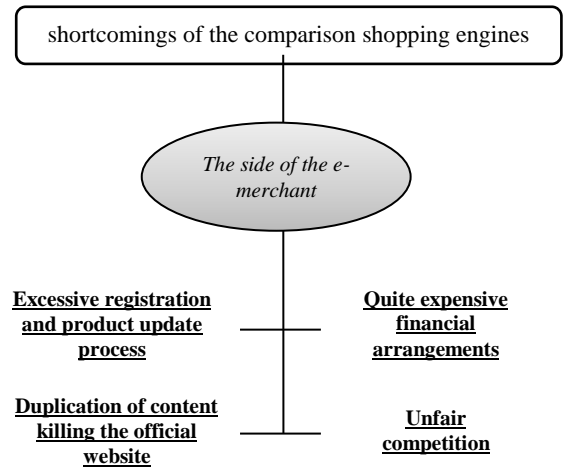 shortcomings of the comparison shopping engines
The side of the e-
merchant
Excessive registration
and product update
process
Quite expensive
financial
arrangements
Duplication of content
killing the official
website
Unfair
competition